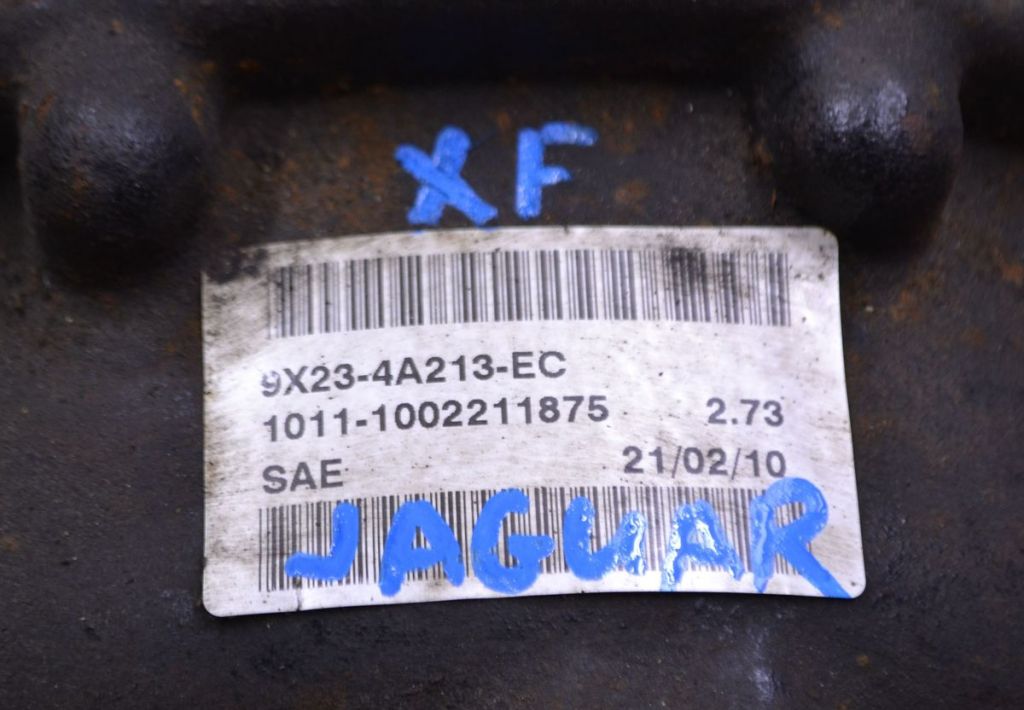 XF
9X23-4A213-EC
1011-1002211875 2.73
SAE 21/02/10
JAGUAR